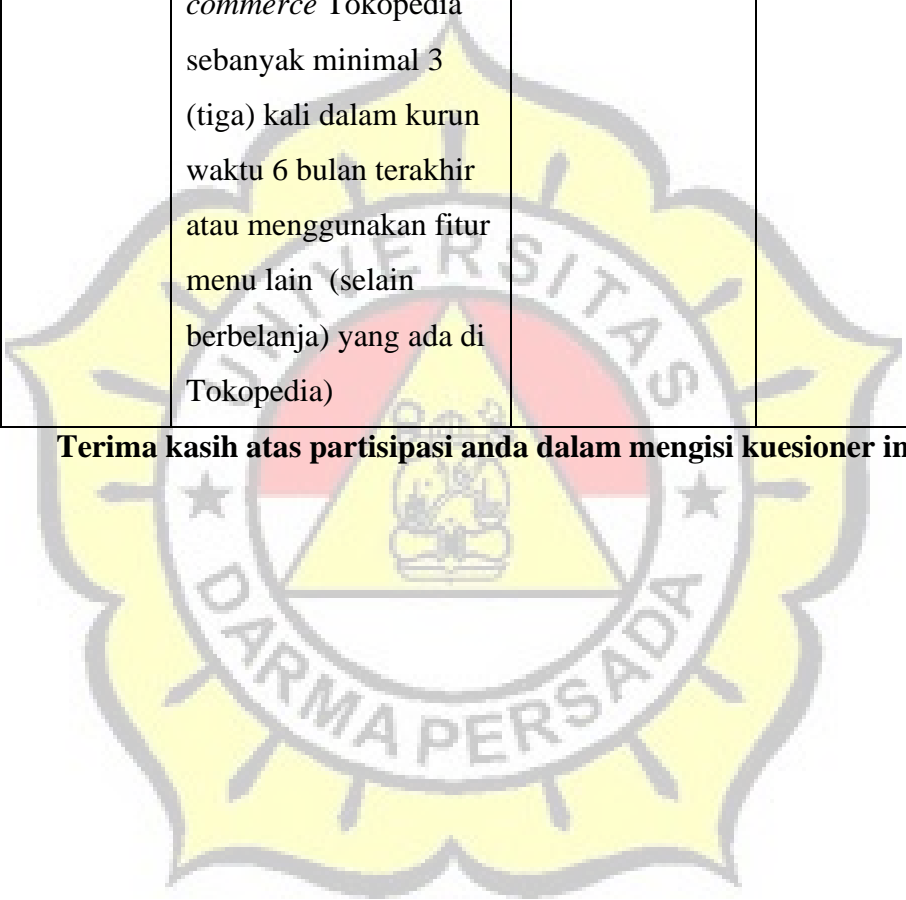 commerce Tokopedia
sebanyak minimal 3
(tiga) kali dalam kurun
waktu 6 bulan terakhir
atau menggunakan fitur
menu lain (selain
berbelanja) yang ada di
Tokopedia)
Terima kasih atas partisipasi anda dalam mengisi kuesioner in
UNIVERSITAS
DARMA PERSADA